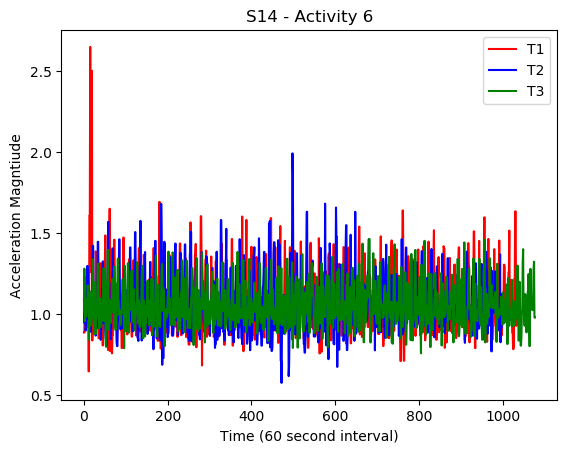 S14 - Activity 6
T1
T2
T3
2.5
2.0
1.5
1.0
0.5
Acceleration Magntiude
0
200
400
600
800
1000
Time (60 second interval)